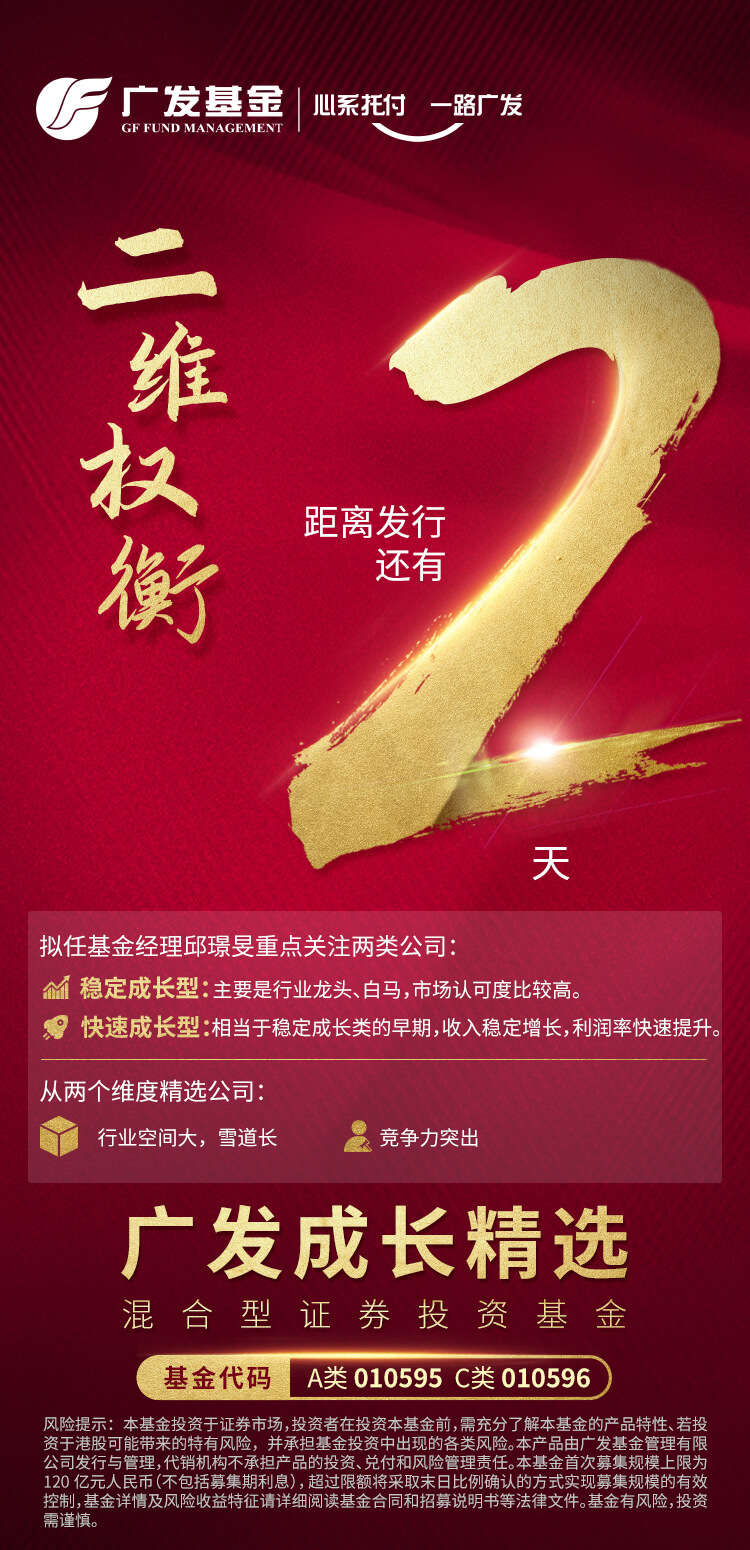 广发基金
GF FUND MANAGEMENT
心系托付 一路广发
二维权衡
2
距离发行
还有
天
拟任基金经理邱璟旻重点关注两类公司：
稳定成长型：主要是行业龙头、白马，市场认可度比较高。
快速成长型：相当于稳定成长类的早期，收入稳定增长，利润率快速提升。
从两个维度精选公司：
行业空间大，雪道长 竞争力突出
广发成长精选
混合型证券投资基金
基金代码 A类 010595 C类 010596
风险提示：本基金投资于证券市场，投资者在投资本基金前，需充分了解本基金的产品特性、若投
资于港股可能带来的特有风险，并承担基金投资中出现的各类风险。本产品由广发基金管理有限
公司发行与管理，代销机构不承担产品的投资、兑付和风险管理责任。本基金首次募集规模上限为
120 亿元人民币（不包括募集期利息），超过限额将采取末日比例确认的方式实现募集规模的有效
控制，基金详情及风险收益特征请详细阅读基金合同和招募说明书等法律文件。基金有风险，投资
需谨慎。